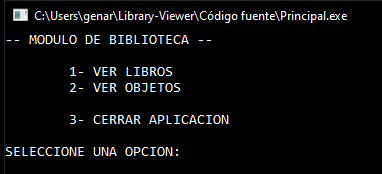 C:\Users\genar\Library-Viewer\Código fuente\Principal.exe
-- MODULO DE BIBLIOTECA --
1- VER LIBROS
2- VER OBJETOS
3- CERRAR APLICACION
SELECCIONE UNA OPCION: